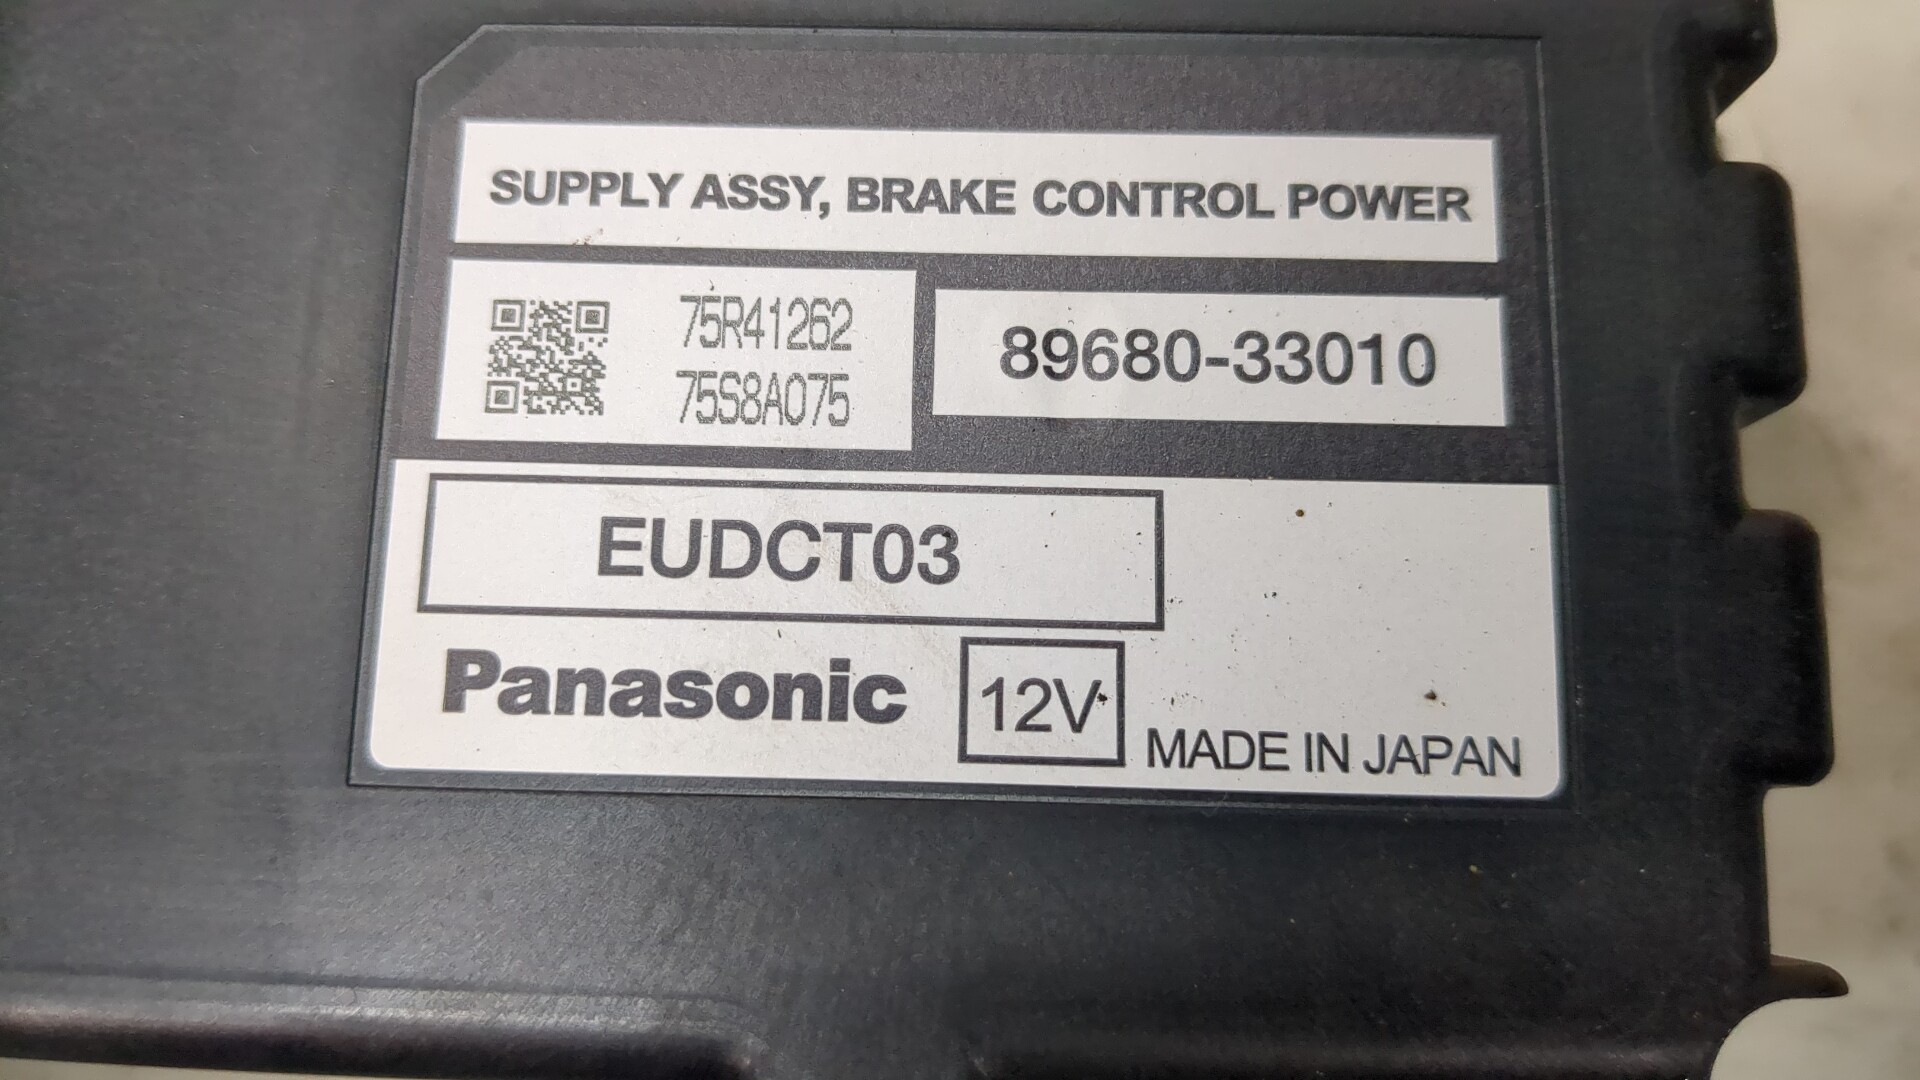 SUPPLY ASSY, BRAKE CONTROL POWER
75R41262
75S8A075
89680-33010
EUDCT03
Panasonic
12V
MADE IN JAPAN